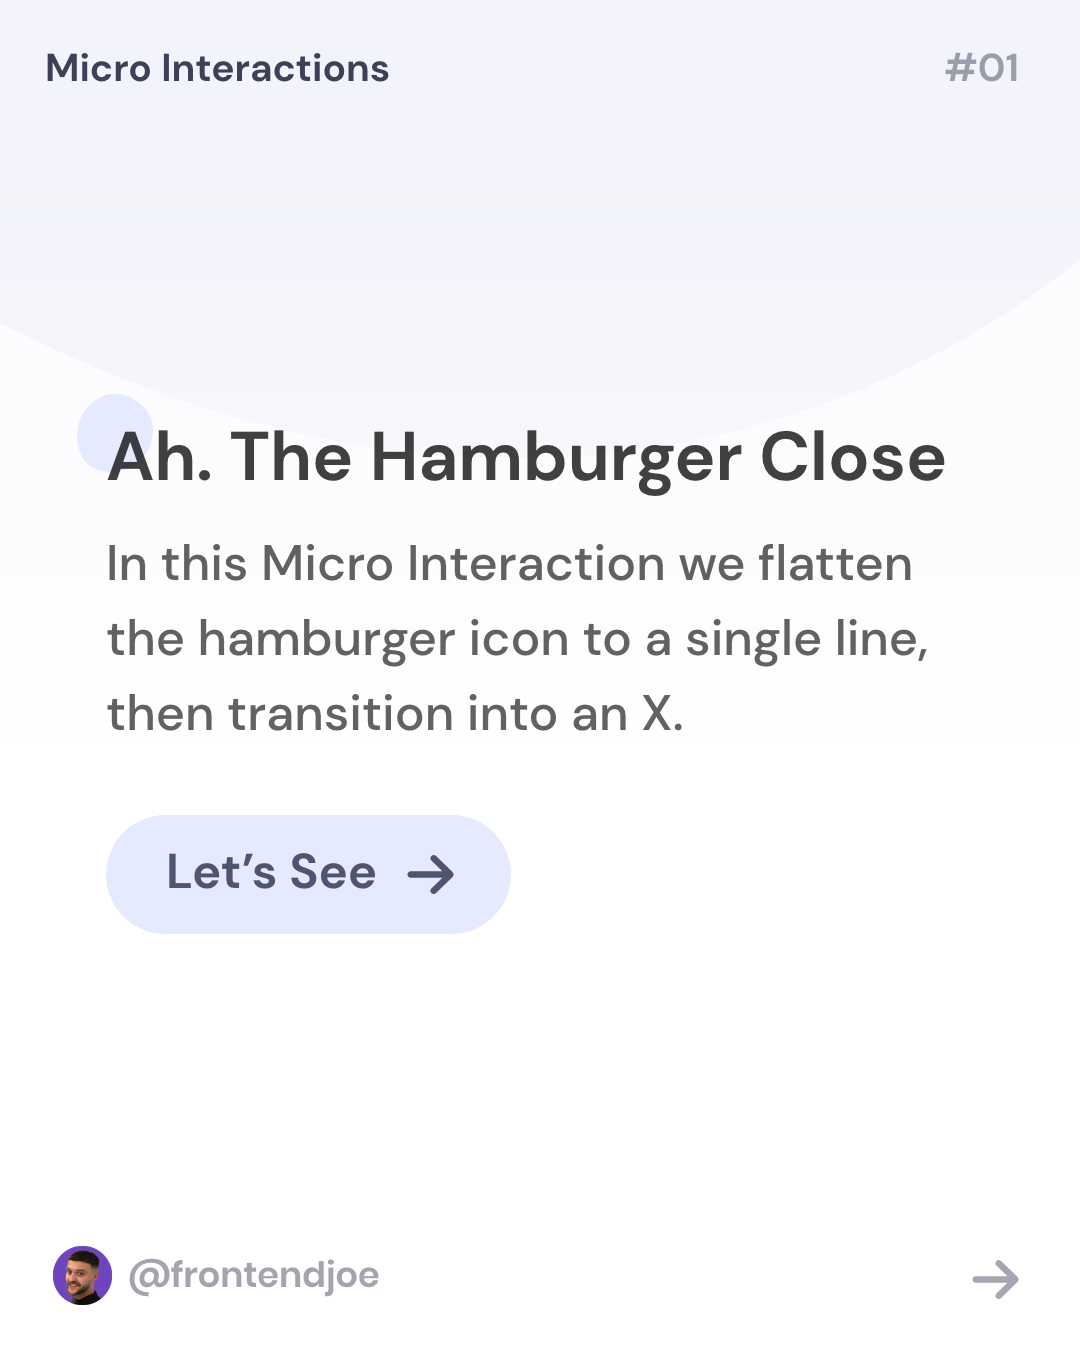 Micro Interactions
#01
Ah. The Hamburger Close
In this Micro Interaction we flatten
the hamburger icon to a single line,
then transition into an X.
Let’s See
@frontendjoe